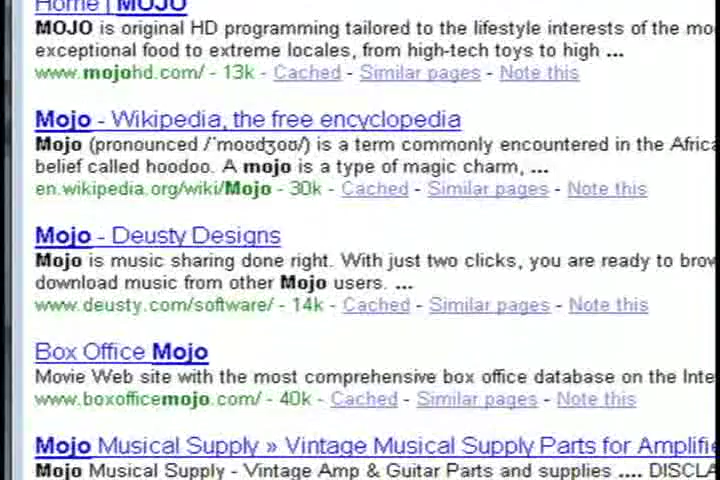 Home | MOJO
MOJO is original HD programming tailored to the lifestyle interests of the mo
exceptional food to extreme locales, from high-tech toys to high ...
www.mojohd.com/ - 13k - Cached - Similar pages - Note this
Mojo - Wikipedia, the free encyclopedia
Mojo (pronounced /ˈmoʊdʒoʊ/) is a term commonly encountered in the Africa
belief called hoodoo. A mojo is a type of magic charm, ...
en.wikipedia.org/wiki/Mojo - 30k - Cached - Similar pages - Note this
Mojo - Deusty Designs
Mojo is music sharing done right. With just two clicks, you are ready to brow
download music from other Mojo users. ...
www.deusty.com/software/ - 14k - Cached - Similar pages - Note this
Box Office Mojo
Movie Web site with the most comprehensive box office database on the Inte
www.boxofficemojo.com/ - 40k - Cached - Similar pages - Note this
Mojo Musical Supply » Vintage Musical Supply Parts for Amplifie
Mojo Musical Supply - Vintage Amp & Guitar Parts and supplies .... DISCLA